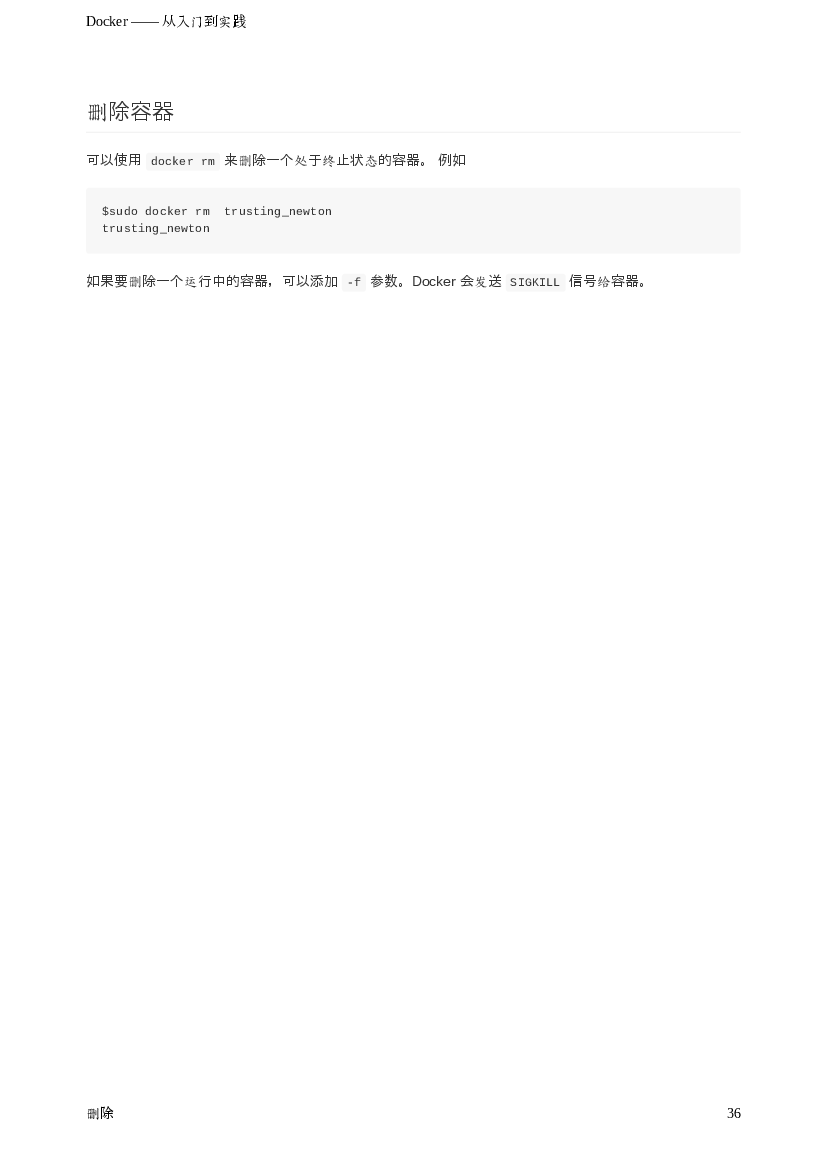 Docker —— 从入门到实践
删除容器
可以使用 docker rm 来删除一个处于终止状态的容器。 例如
$sudo docker rm  trusting_newton
trusting_newton
如果要删除一个运行中的容器，可以添加 -f 参数。Docker 会发送 SIGKILL 信号给容器。
删除
36